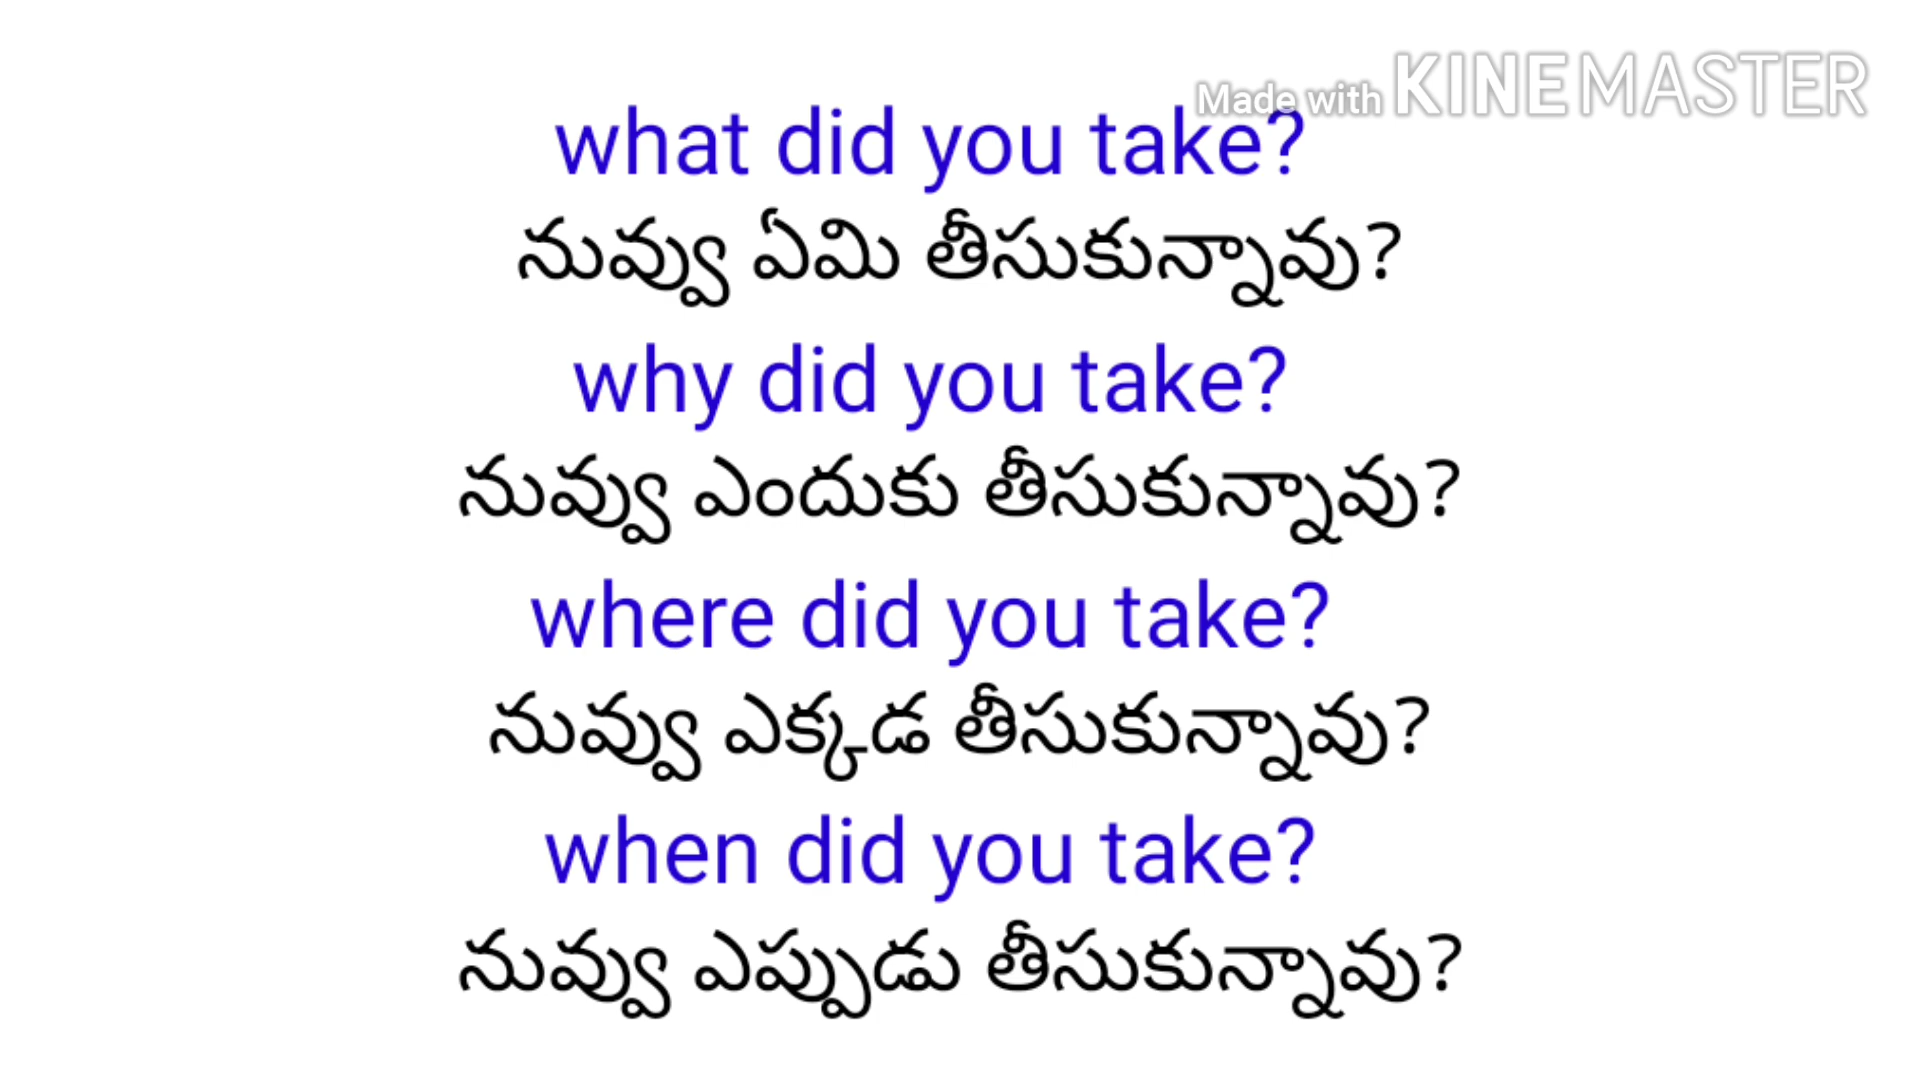 Made with KINEMASTER
what did you take?
నువ్వు ఏమి తీసుకున్నావు?
why did you take?
నువ్వు ఎందుకు తీసుకున్నావు?
where did you take?
నువ్వు ఎక్కడ తీసుకున్నావు?
when did you take?
నువ్వు ఎప్పుడు తీసుకున్నావు?